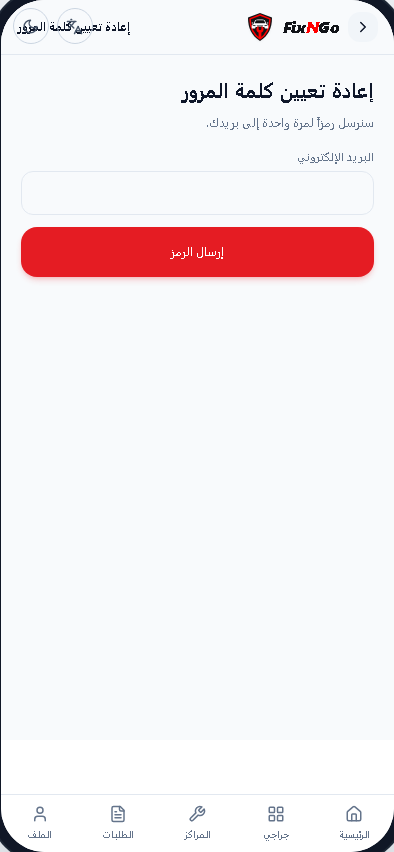 FixNGo
إعادة تعيين كلمة المرور
إعادة تعيين كلمة المرور
سنرسل رمزاً لمرة واحدة إلى بريدك.
البريد الإلكتروني
إرسال الرمز
الرئيسية
جراجي
المراكز
الطلبات
الملف